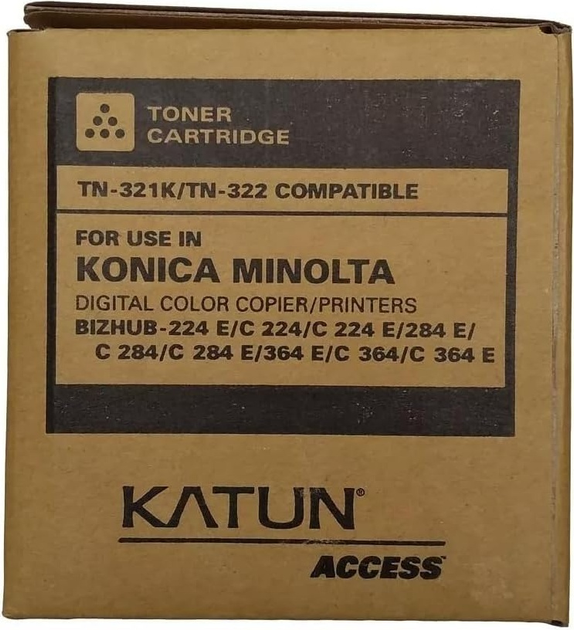 TONER
CARTRIDGE
TN-321K/TN-322 COMPATIBLE
FOR USE IN
KONICA MINOLTA
DIGITAL COLOR COPIER/PRINTERS
BIZHUB-224 E/C 224/C 224 E/284 E/
C 284/C 284 E/364 E/C 364/C 364 E
KATUN®
ACCESS™